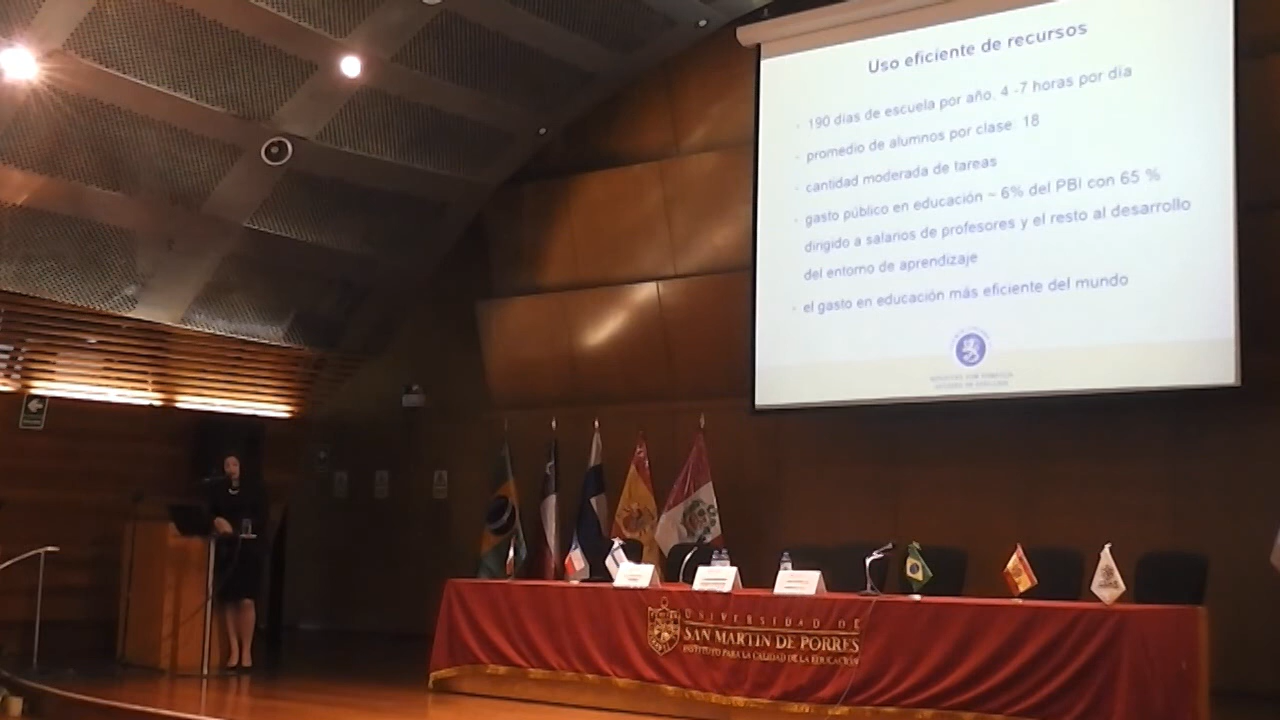 Uso eficiente de recursos
· 190 días de escuela por año. 4 -7 horas por día
· promedio de alumnos por clase 18
· cantidad moderada de tareas
· gasto público en educación ~ 6% del PBI con 65 %
dirigido a salarios de profesores y el resto al desarrollo
del entorno de aprendizaje
· el gasto en educación más eficiente del mundo
UNIVERSIDAD DE
SAN MARTIN DE PORRES
INSTITUTO PARA LA CALIDAD DE LA EDUCACIÓN